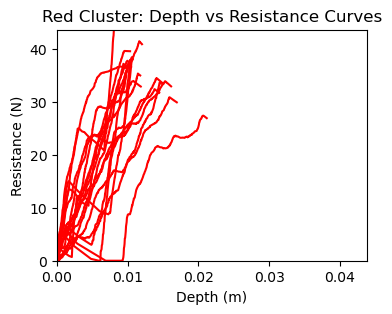 Red Cluster: Depth vs Resistance Curves
Resistance (N)
40
30
20
10
0
0.00 0.01 0.02 0.03 0.04
Depth (m)